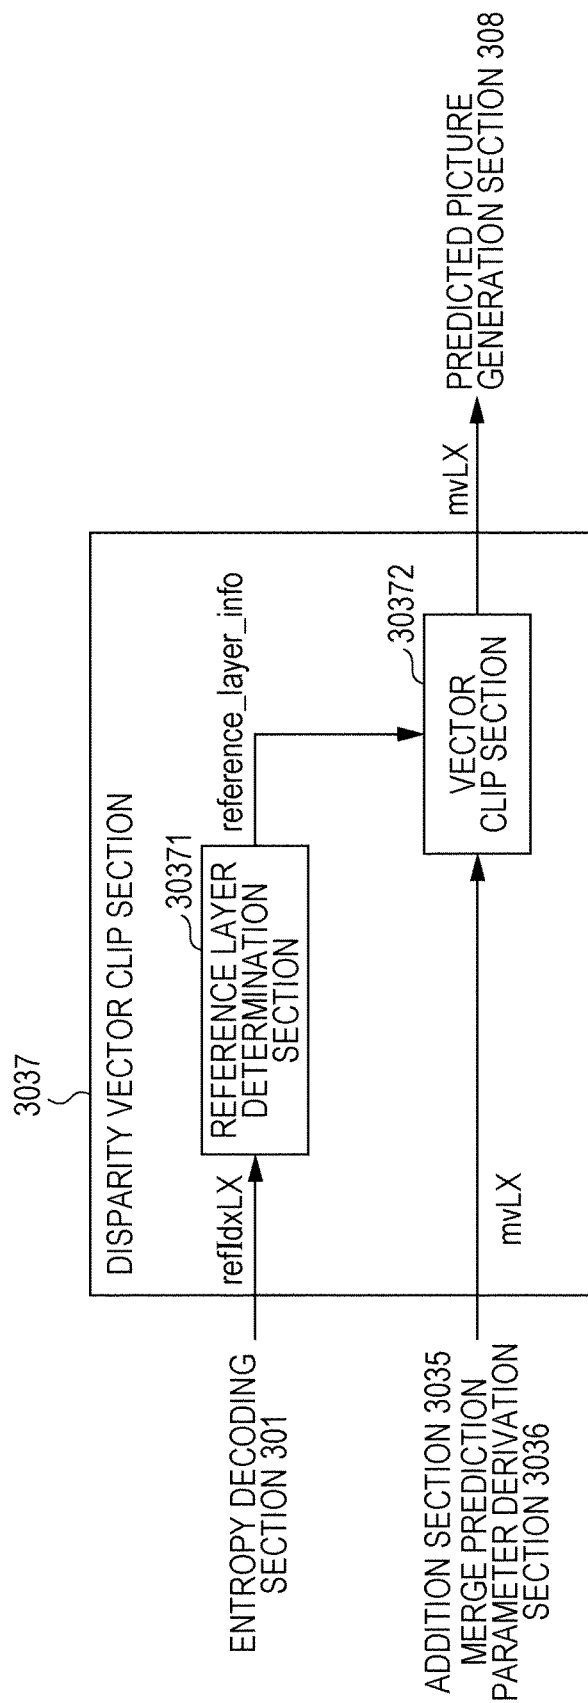 3037
DISPARITY VECTOR CLIP SECTION
ENTROPY DECODING
SECTION 301
refIdxLX
30371
REFERENCE LAYER
DETERMINATION
SECTION
reference_layer_info
ADDITION SECTION 3035
MERGE PREDICTION
PARAMETER DERIVATION
SECTION 3036
mvLX
30372
VECTOR
CLIP SECTION
mvLX
PREDICTED PICTURE
GENERATION SECTION 308